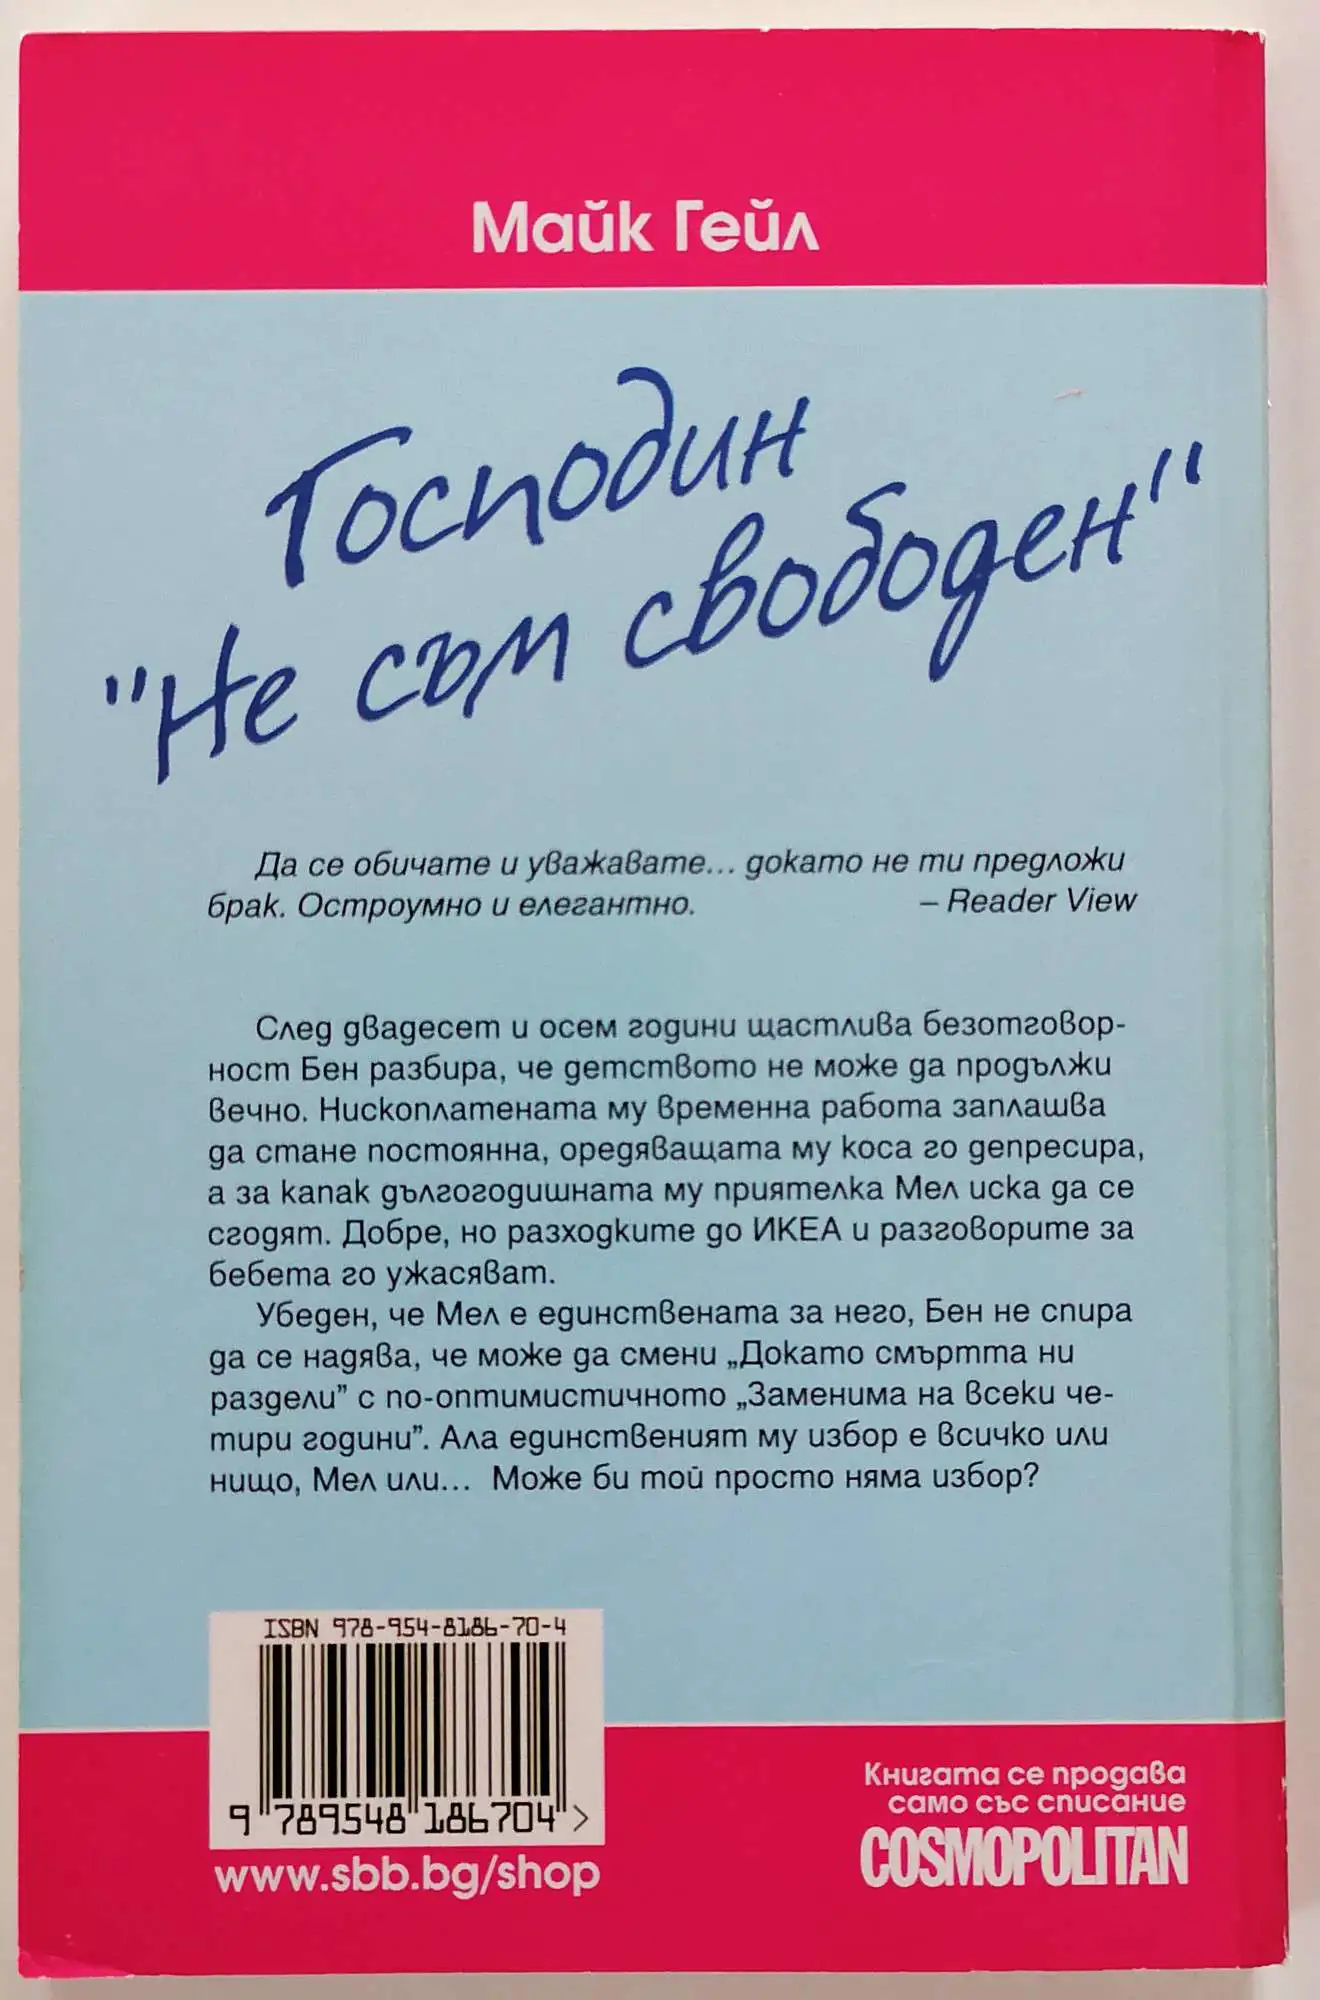 Майк Гейл
Господин
"Не съм свободен"
Да се обичате и уважавате... докато не ти предложи
брак. Остроумно и елегантно. – Reader View
След двадесет и осем години щастлива безотговор-
ност Бен разбира, че детството не може да продължи
вечно. Нископлатената му временна работа заплашва
да стане постоянна, оредяващата му коса го депресира,
а за капак дългогодишната му приятелка Мел иска да се
сгодят. Добре, но разходките до ИКЕА и разговорите за
бебета го ужасяват.
Убеден, че Мел е единствената за него, Бен не спира
да се надява, че може да смени „Докато смъртта ни
раздели” с по-оптимистичното „Заменима на всеки че-
тири години”. Ала единственият му избор е всичко или
нищо, Мел или... Може би той просто няма избор?
ISBN 978-954-8186-70-4
9 789548 186704 >
www.sbb.bg/shop
Книгата се продава
само със списание
COSMOPOLITAN